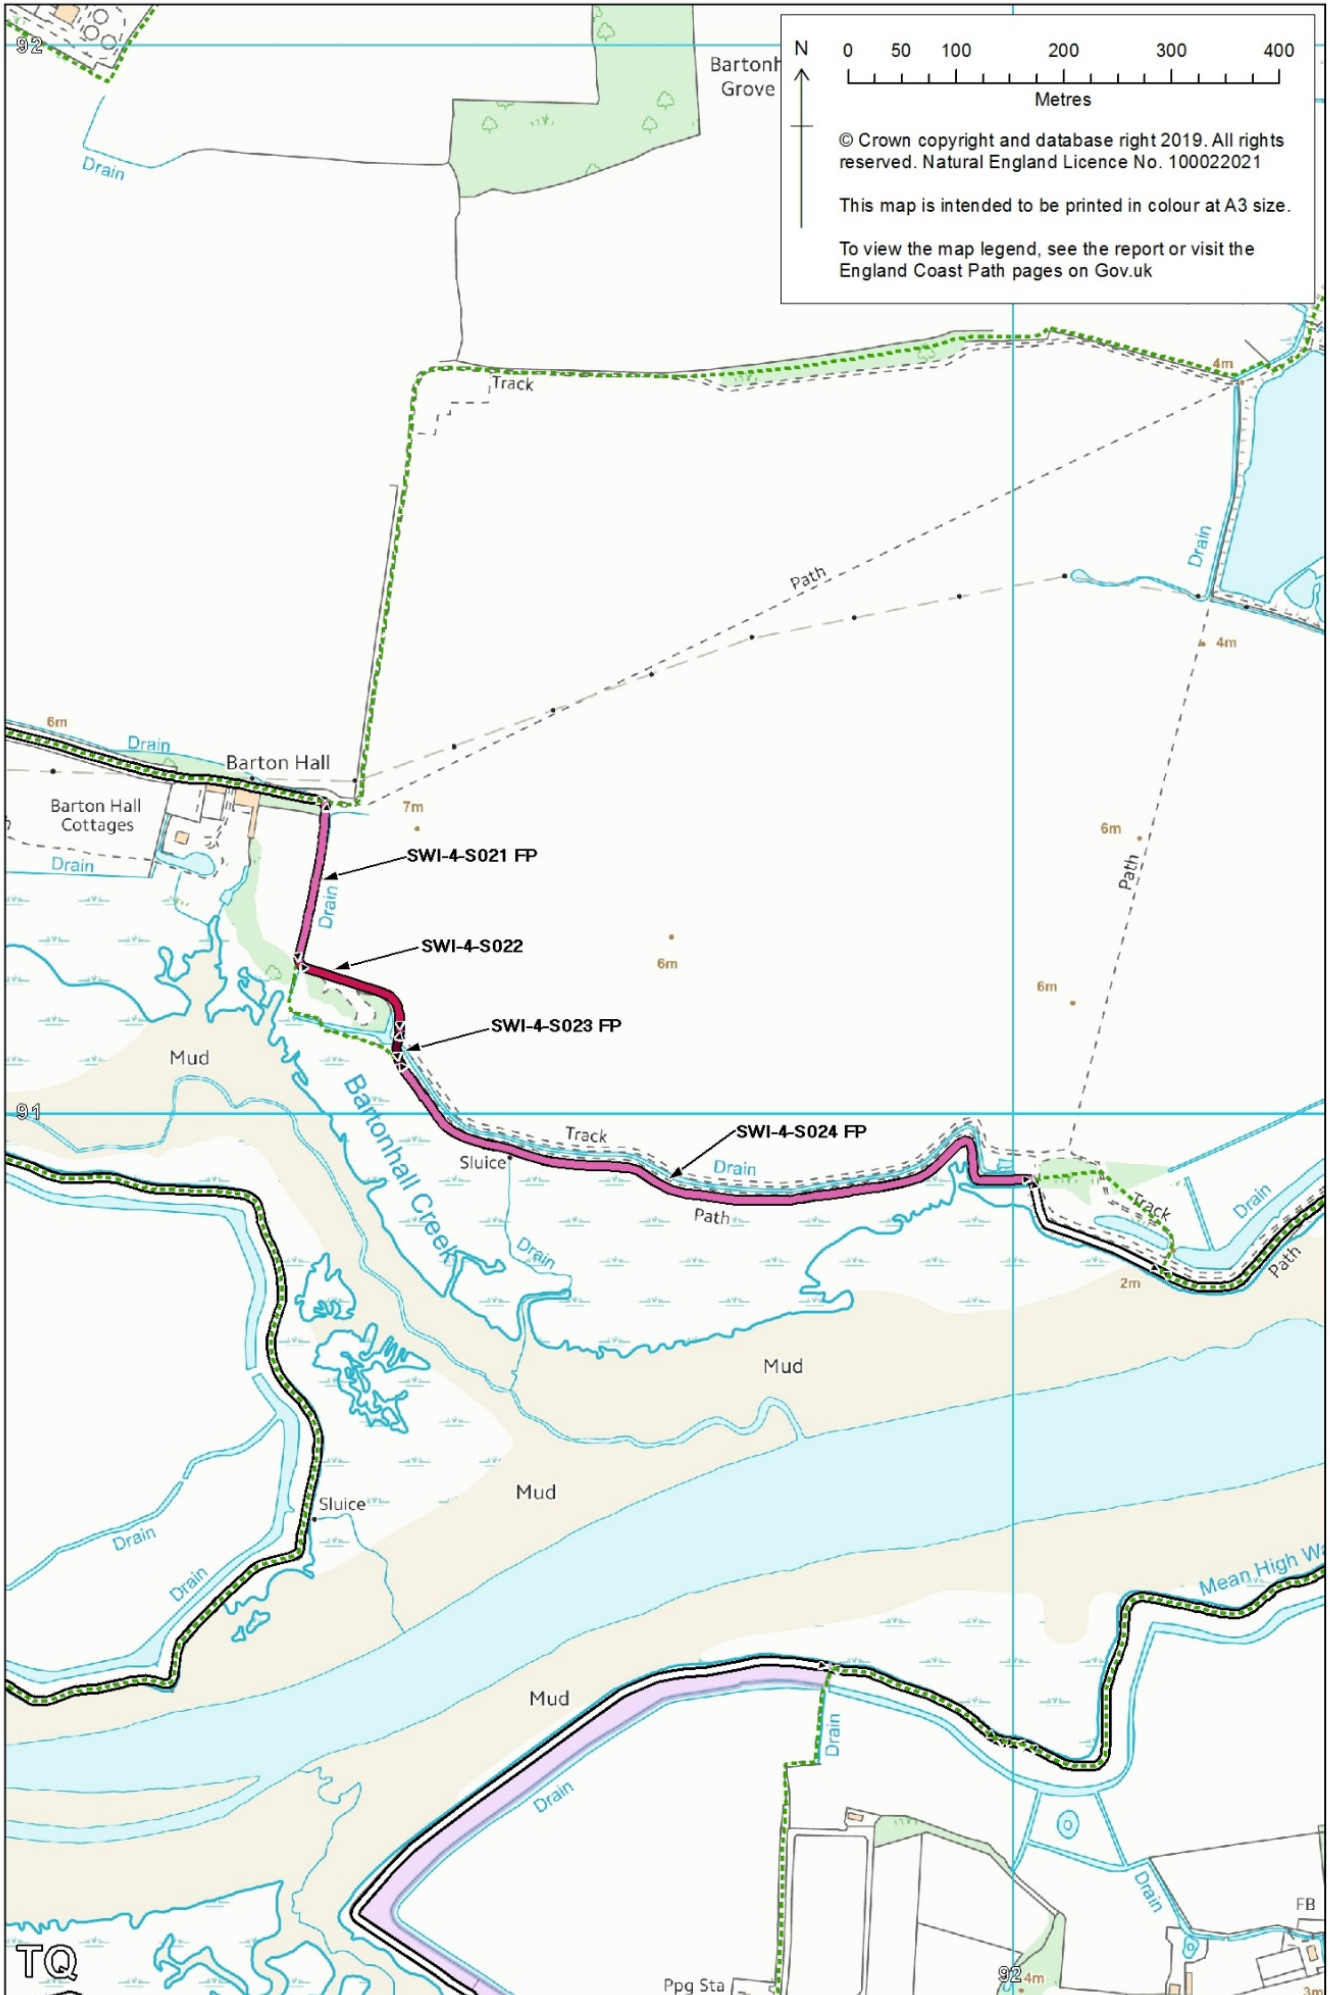 92
Grove
N
0 50 100 200 300 400
Metres
© Crown copyright and database right 2019. All rights
reserved. Natural England Licence No. 100022021
This map is intended to be printed in colour at A3 size.
To view the map legend, see the report or visit the
England Coast Path pages on Gov.uk
Drain
4m
Track
Drain
Path
4m
6m
Drain
Barton Hall
Barton Hall
Cottages
7m
6m
Drain
SWI-4-S021 FP
Path
Drain
SWI-4-S022
6m
6m
SWI-4-S023 FP
Mud
Bartonhall Creek
91
Track
SWI-4-S024 FP
Sluice
Drain
Path
Track
Drain
Drain
Path
2m
Mud
Mud
Sluice
Drain
Drain
Mean High
Mud
Drain
Drain
Drain
FB
TQ
92
4m
Ppg Sta
3m